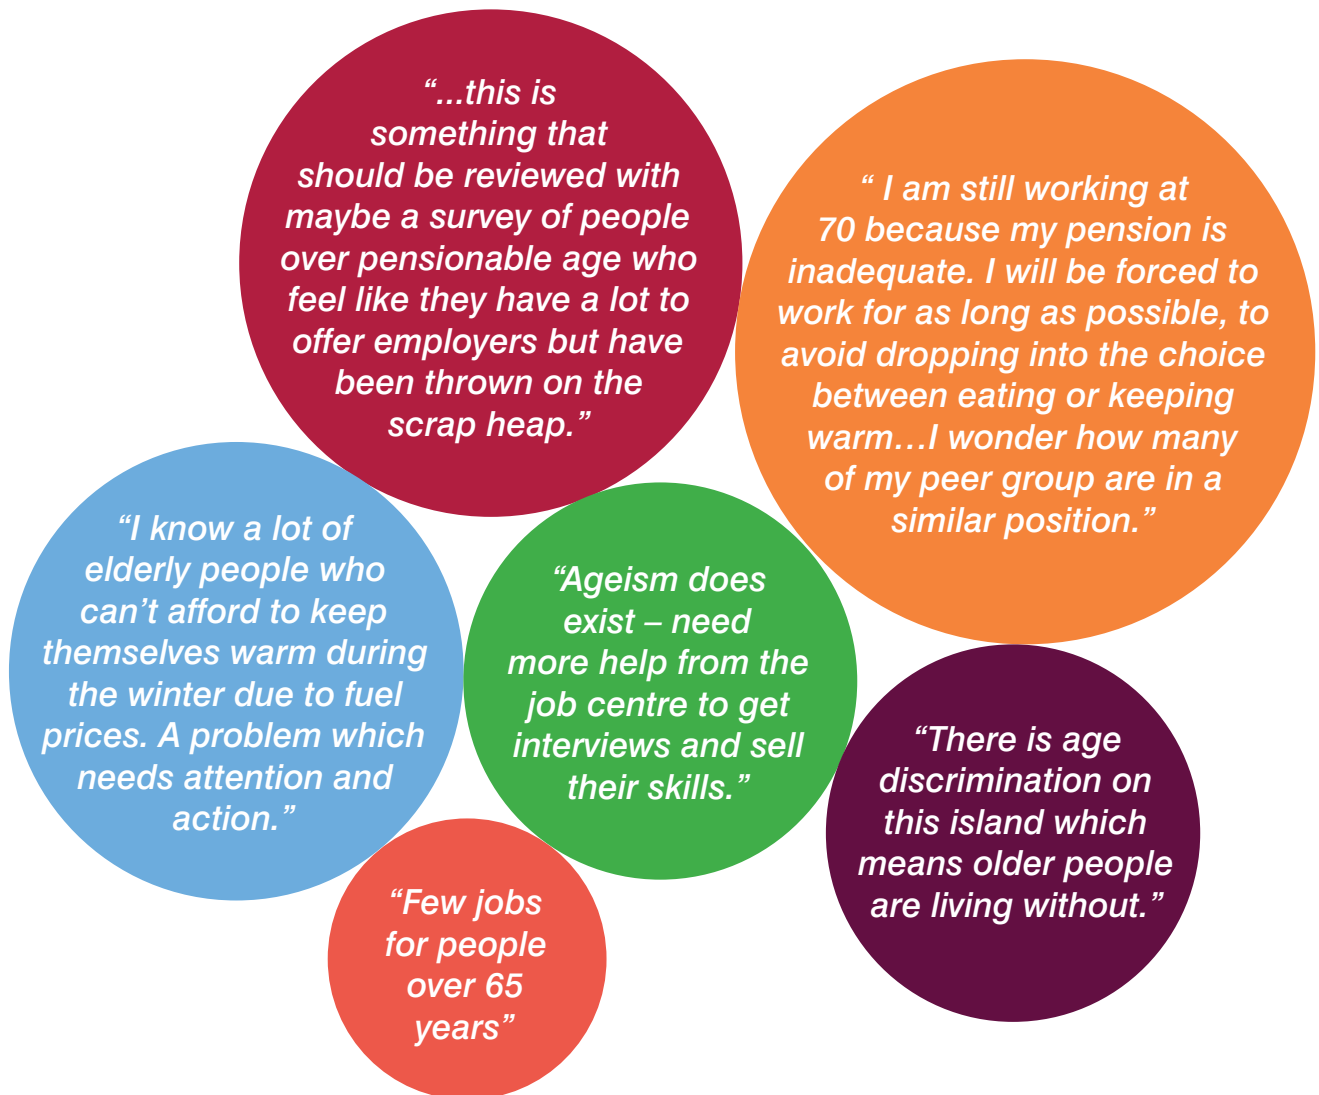 “...this is
something that
should be reviewed with
maybe a survey of people
over pensionable age who
feel like they have a lot to
offer employers but have
been thrown on the
scrap heap.”
“ I am still working at
70 because my pension is
inadequate. I will be forced to
work for as long as possible, to
avoid dropping into the choice
between eating or keeping
warm…I wonder how many
of my peer group are in a
similar position.”
“I know a lot of
elderly people who
can’t afford to keep
themselves warm during
the winter due to fuel
prices. A problem which
needs attention and
action.”
“Ageism does
exist – need
more help from the
job centre to get
interviews and sell
their skills.”
“There is age
discrimination on
this island which
means older people
are living without.”
“Few jobs
for people
over 65
years”